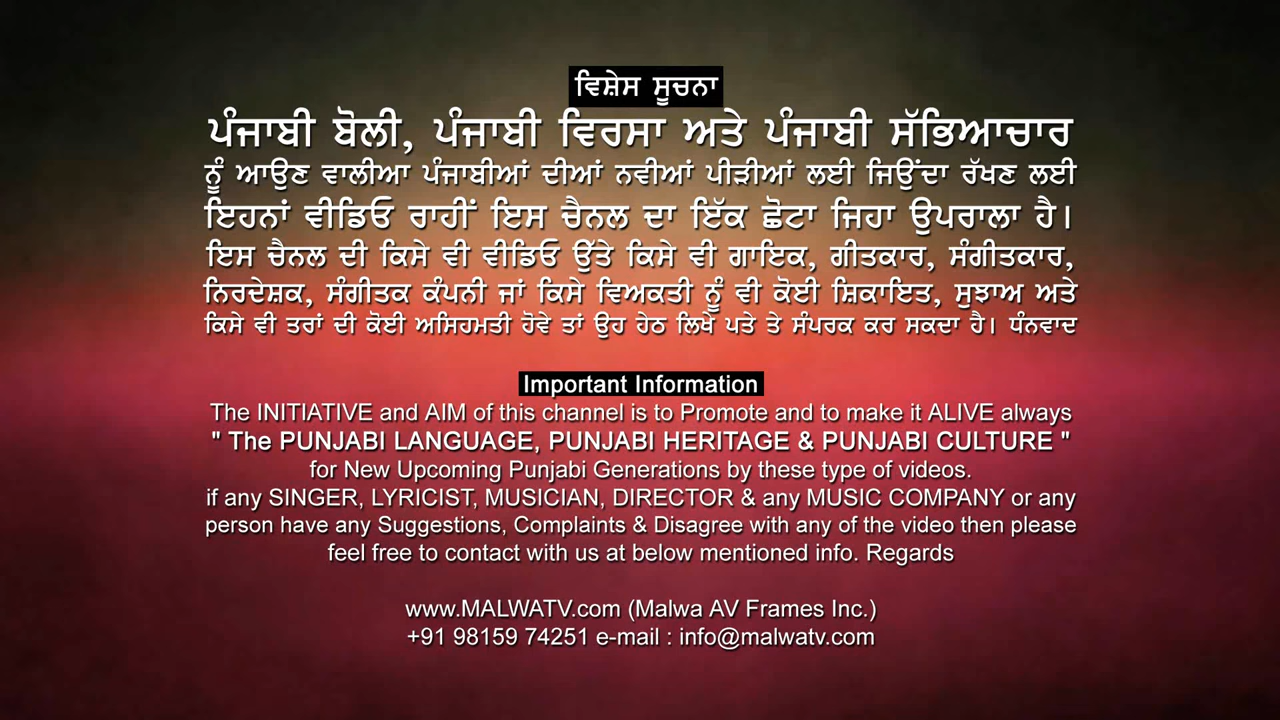 ਵਿਸ਼ੇਸ ਸੂਚਨਾ
ਪੰਜਾਬੀ ਬੋਲੀ, ਪੰਜਾਬੀ ਵਿਰਸਾ ਅਤੇ ਪੰਜਾਬੀ ਸੱਭਿਆਚਾਰ
ਨੂੰ ਆਉਣ ਵਾਲੀਆ ਪੰਜਾਬੀਆਂ ਦੀਆਂ ਨਵੀਆਂ ਪੀੜੀਆਂ ਲਈ ਜਿਉਂਦਾ ਰੱਖਣ ਲਈ
ਇਹਨਾਂ ਵੀਡਿਓ ਰਾਹੀਂ ਇਸ ਚੈਨਲ ਦਾ ਇੱਕ ਛੋਟਾ ਜਿਹਾ ਉਪਰਾਲਾ ਹੈ।
ਇਸ ਚੈਨਲ ਦੀ ਕਿਸੇ ਵੀ ਵੀਡਿਓ ਉੱਤੇ ਕਿਸੇ ਵੀ ਗਾਇਕ, ਗੀਤਕਾਰ, ਸੰਗੀਤਕਾਰ,
ਨਿਰਦੇਸ਼ਕ, ਸੰਗੀਤਕ ਕੰਪਨੀ ਜਾਂ ਕਿਸੇ ਵਿਅਕਤੀ ਨੂੰ ਵੀ ਕੋਈ ਸ਼ਿਕਾਇਤ, ਸੁਝਾਅ ਅਤੇ
ਕਿਸੇ ਵੀ ਤਰਾਂ ਦੀ ਕੋਈ ਅਸਿਹਮਤੀ ਹੋਵੇ ਤਾਂ ਉਹ ਹੇਠ ਲਿਖੇ ਪਤੇ ਤੇ ਸੰਪਰਕ ਕਰ ਸਕਦਾ ਹੈ। ਧੰਨਵਾਦ
Important Information
The INITIATIVE and AIM of this channel is to Promote and to make it ALIVE always
" The PUNJABI LANGUAGE, PUNJABI HERITAGE & PUNJABI CULTURE "
for New Upcoming Punjabi Generations by these type of videos.
if any SINGER, LYRICIST, MUSICIAN, DIRECTOR & any MUSIC COMPANY or any
person have any Suggestions, Complaints & Disagree with any of the video then please
feel free to contact with us at below mentioned info. Regards
www.MALWATV.com (Malwa AV Frames Inc.)
+91 98159 74251 e-mail : info@malwatv.com